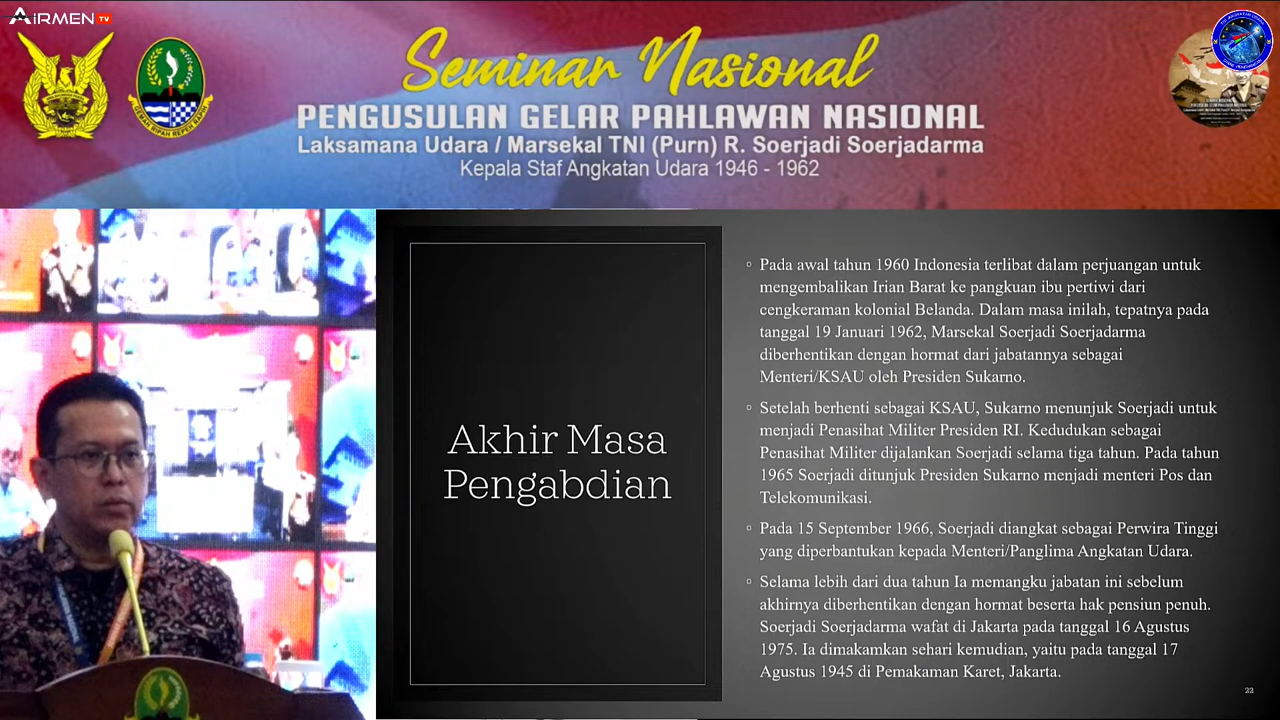 AIRMEN TV
Seminar Nasional
PENGUSULAN GELAR PAHLAWAN NASIONAL
Laksamana Udara / Marsekal TNI (Purn) R. Soerjadi Soerjadarma
Kepala Staf Angkatan Udara 1946 - 1962
Akhir Masa
Pengabdian
Pada awal tahun 1960 Indonesia terlibat dalam perjuangan untuk
mengembalikan Irian Barat ke pangkuan ibu pertiwi dari
cengkeraman kolonial Belanda. Dalam masa inilah, tepatnya pada
tanggal 19 Januari 1962, Marsekal Soerjadi Soerjadarma
diberhentikan dengan hormat dari jabatannya sebagai
Menteri/KSAU oleh Presiden Sukarno.
Setelah berhenti sebagai KSAU, Sukarno menunjuk Soerjadi untuk
menjadi Penasihat Militer Presiden RI. Kedudukan sebagai
Penasihat Militer dijalankan Soerjadi selama tiga tahun. Pada tahun
1965 Soerjadi ditunjuk Presiden Sukarno menjadi menteri Pos dan
Telekomunikasi.
Pada 15 September 1966, Soerjadi diangkat sebagai Perwira Tinggi
yang diperbantukan kepada Menteri/Panglima Angkatan Udara.
Selama lebih dari dua tahun Ia memangku jabatan ini sebelum
akhirnya diberhentikan dengan hormat beserta hak pensiun penuh.
Soerjadi Soerjadarma wafat di Jakarta pada tanggal 16 Agustus
1975. Ia dimakamkan sehari kemudian, yaitu pada tanggal 17
Agustus 1945 di Pemakaman Karet, Jakarta.
22